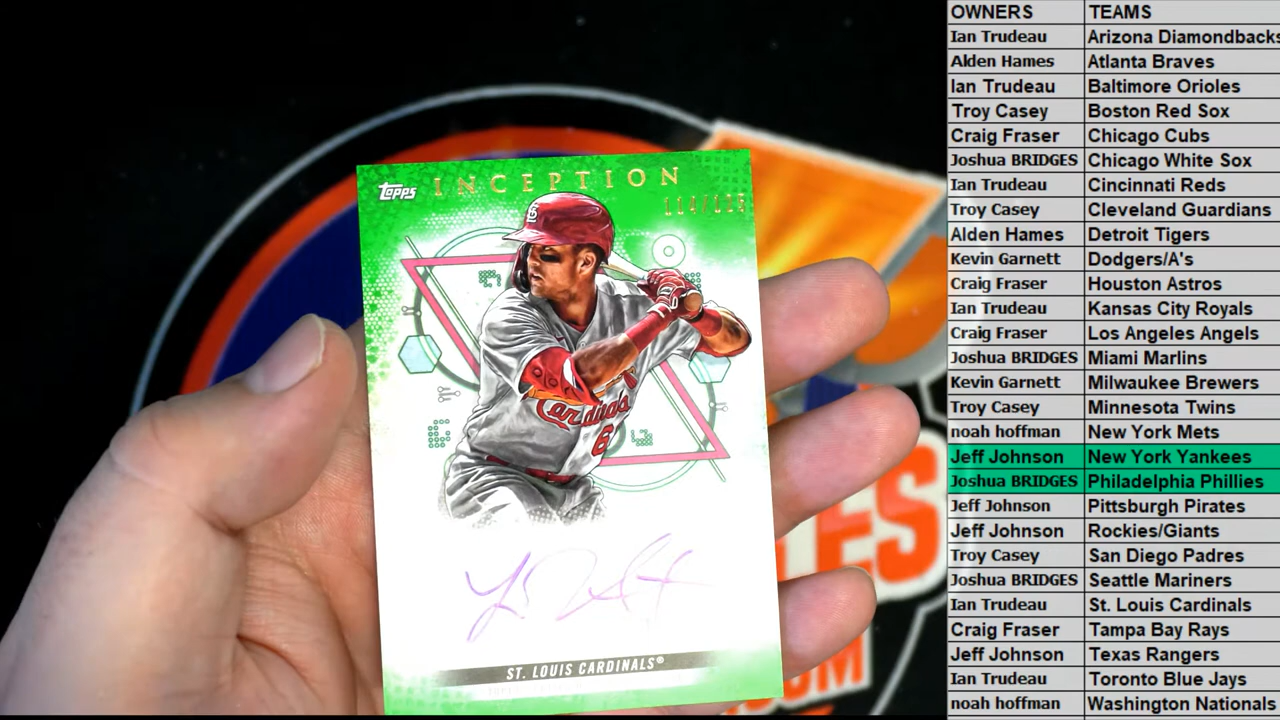 OWNERS TEAMS
Ian Trudeau Arizona Diamondbacks
Alden Hames Atlanta Braves
Ian Trudeau Baltimore Orioles
Troy Casey Boston Red Sox
Craig Fraser Chicago Cubs
Joshua BRIDGES Chicago White Sox
Ian Trudeau Cincinnati Reds
Troy Casey Cleveland Guardians
Alden Hames Detroit Tigers
Kevin Garnett Dodgers/A's
Craig Fraser Houston Astros
Ian Trudeau Kansas City Royals
Craig Fraser Los Angeles Angels
Joshua BRIDGES Miami Marlins
Kevin Garnett Milwaukee Brewers
Troy Casey Minnesota Twins
noah hoffman New York Mets
Jeff Johnson New York Yankees
Joshua BRIDGES Philadelphia Phillies
Jeff Johnson Pittsburgh Pirates
Jeff Johnson Rockies/Giants
Troy Casey San Diego Padres
Joshua BRIDGES Seattle Mariners
Ian Trudeau St. Louis Cardinals
Craig Fraser Tampa Bay Rays
Jeff Johnson Texas Rangers
Ian Trudeau Toronto Blue Jays
noah hoffman Washington Nationals
Topps INCEPTION
114/125
Cardinals
6
ST. LOUIS CARDINALS®